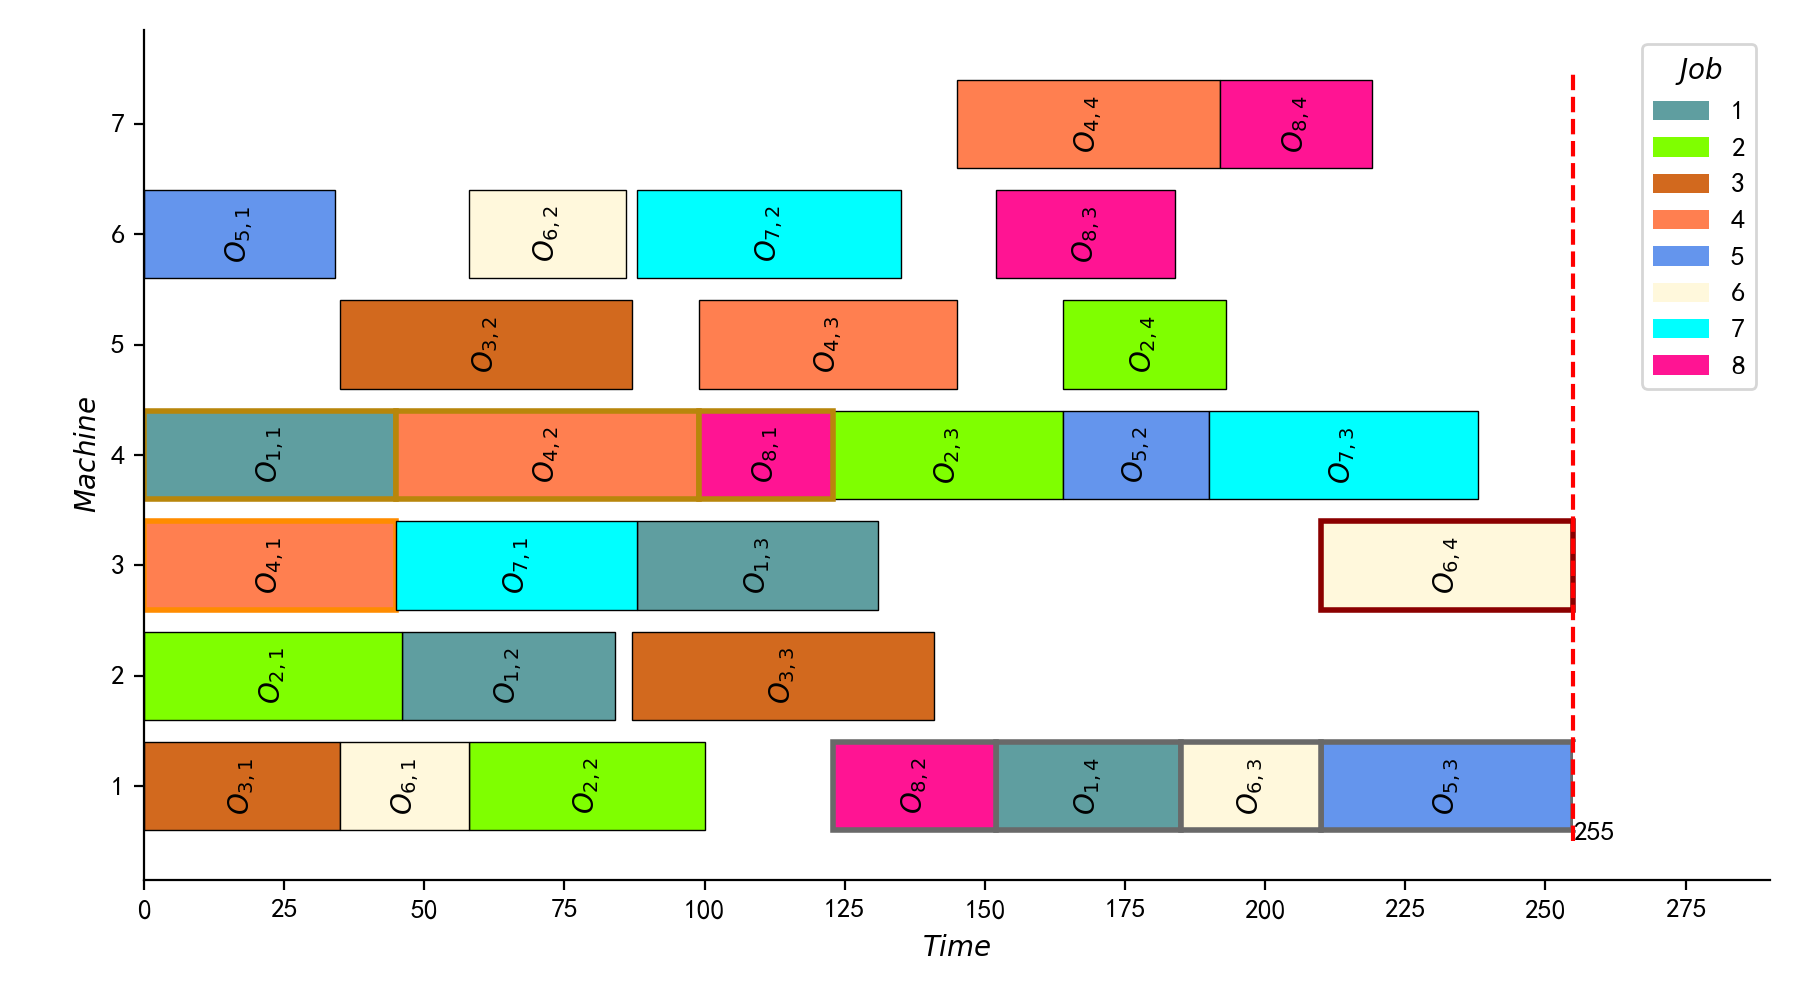 Job
1
2
3
4
5
6
7
8
Machine
7
O4,4
O8,4
6
O5,1
O6,2
O7,2
O8,3
5
O3,2
O4,3
O2,4
4
O1,1
O4,2
O8,1
O2,3
O5,2
O7,3
3
O4,1
O7,1
O1,3
O6,4
2
O2,1
O1,2
O3,3
1
O3,1
O6,1
O2,2
O8,2
O1,4
O6,3
O5,3
255
0 25 50 75 100 125 150 175 200 225 250 275
Time